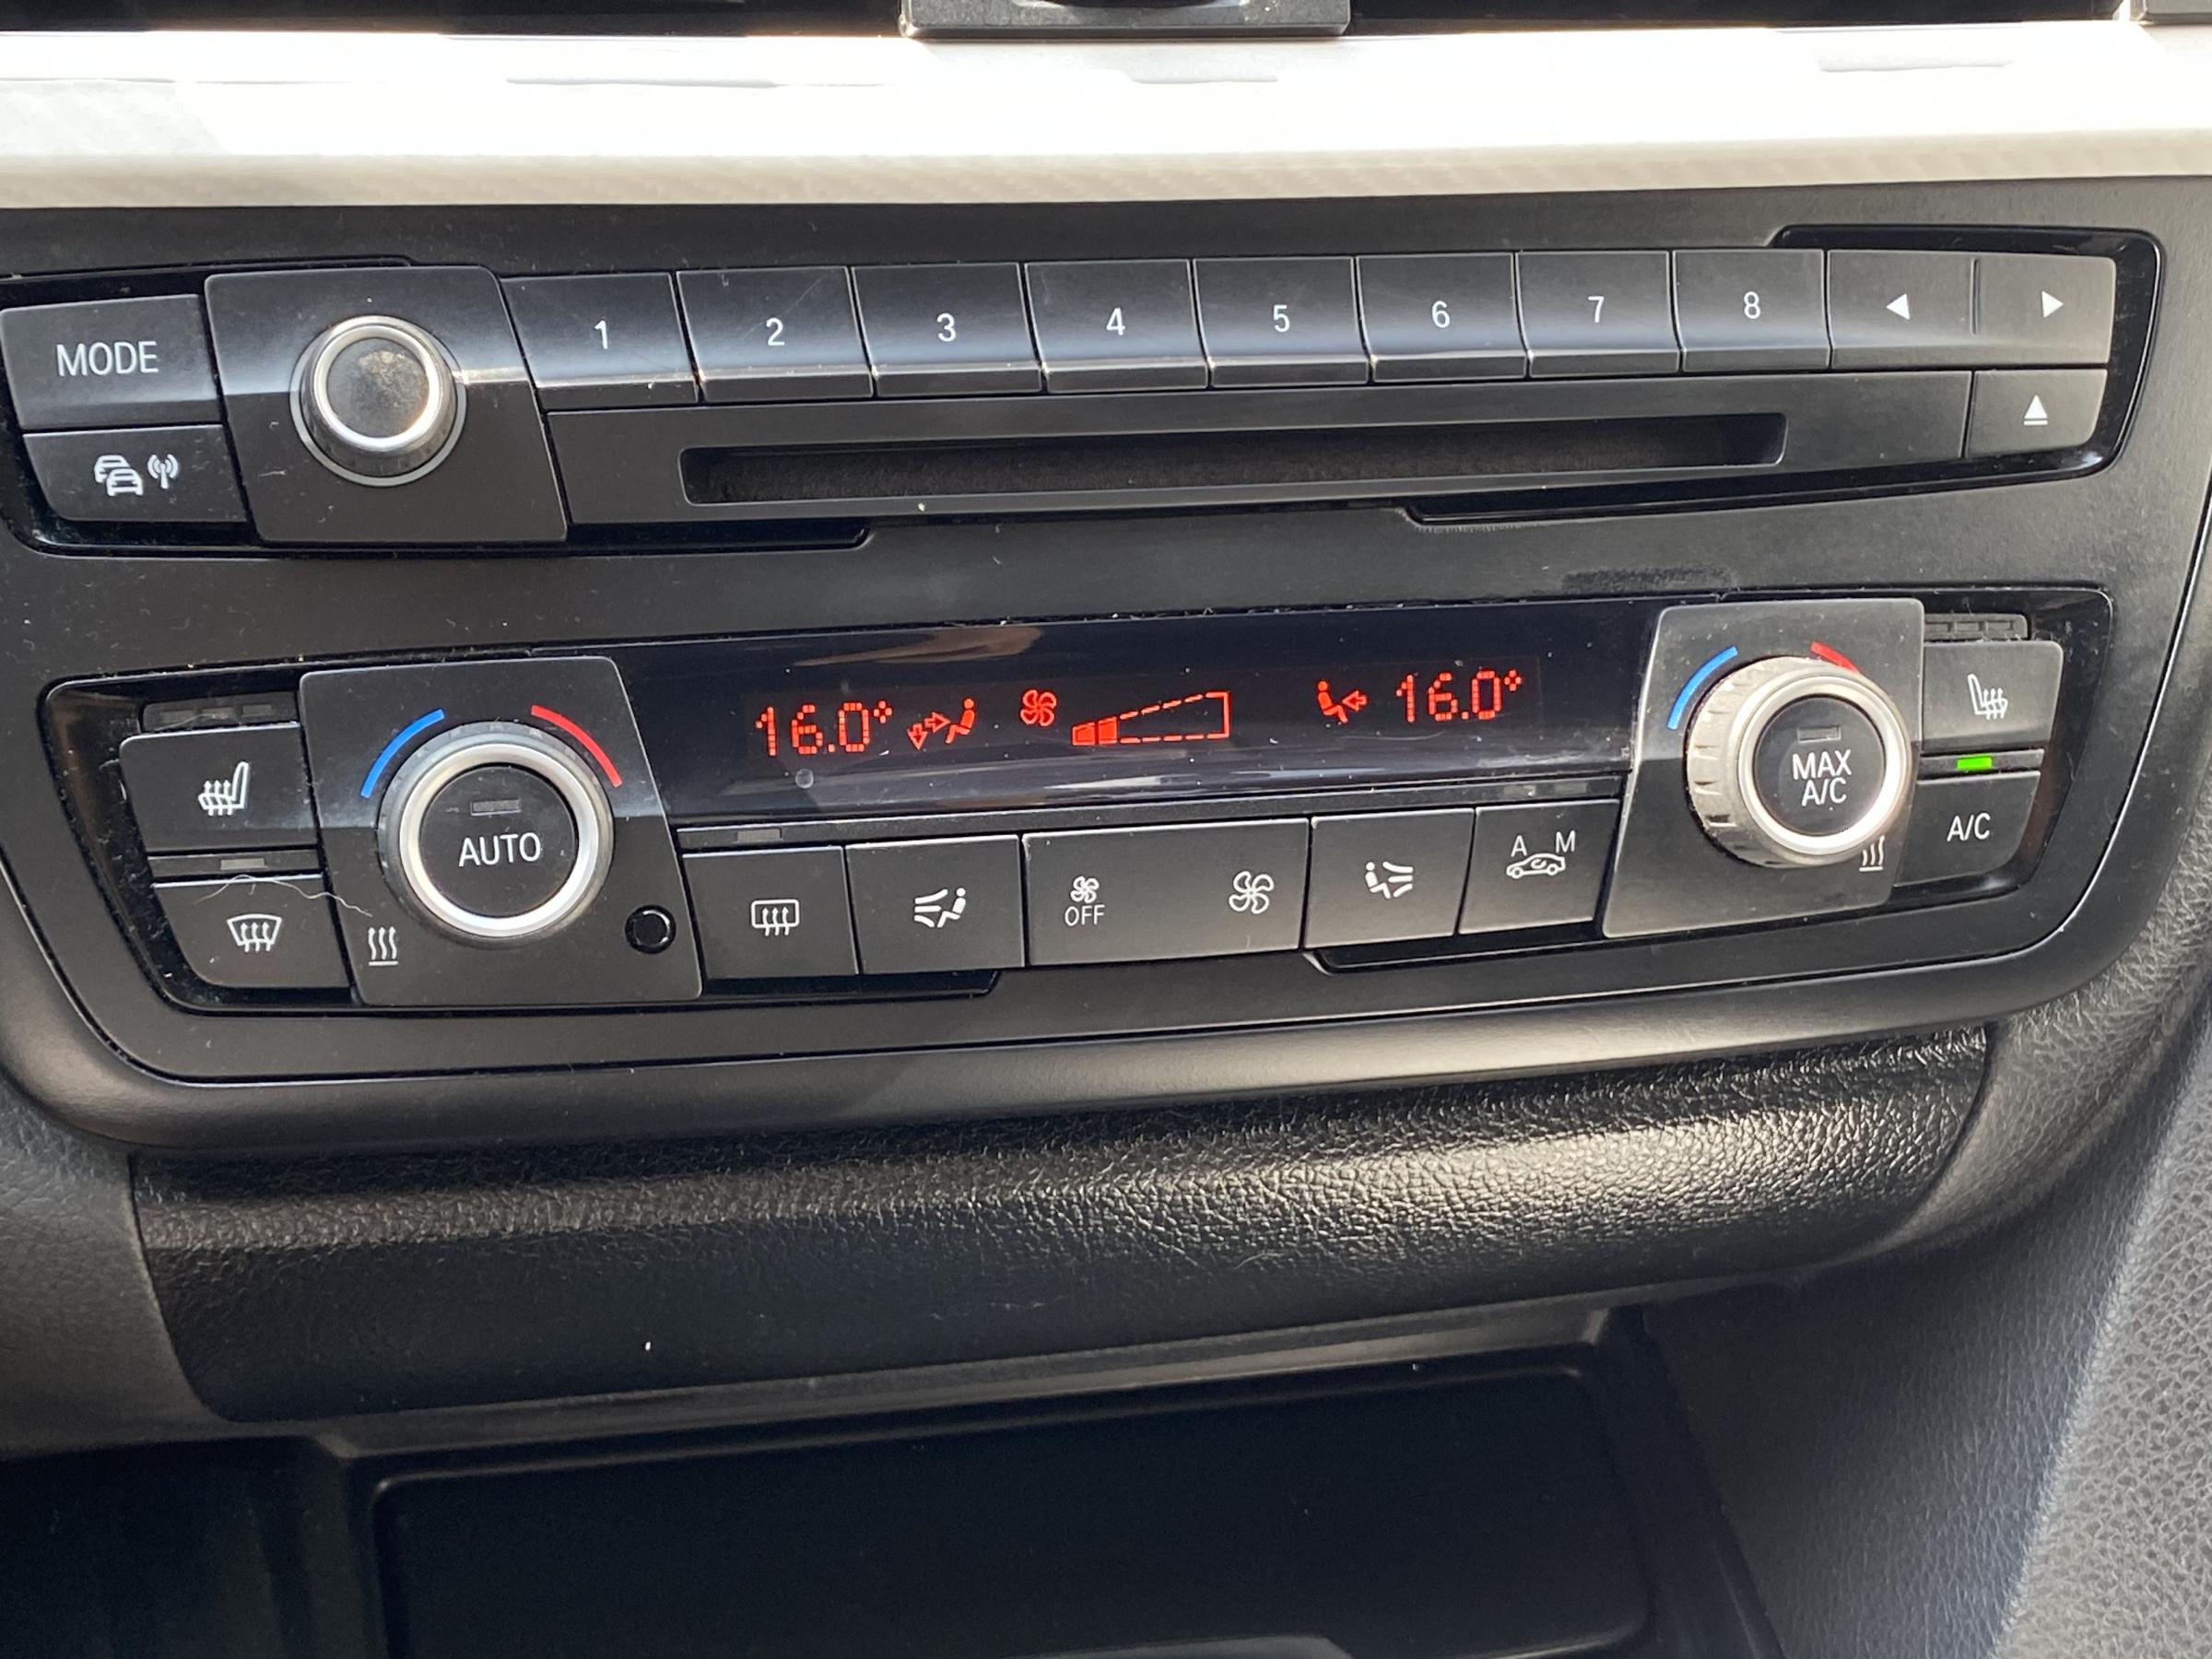 MODE
1 2 3 4 5 6 7 8
16.0° 16.0°
AUTO
MAX
A/C
A M
A/C
OFF